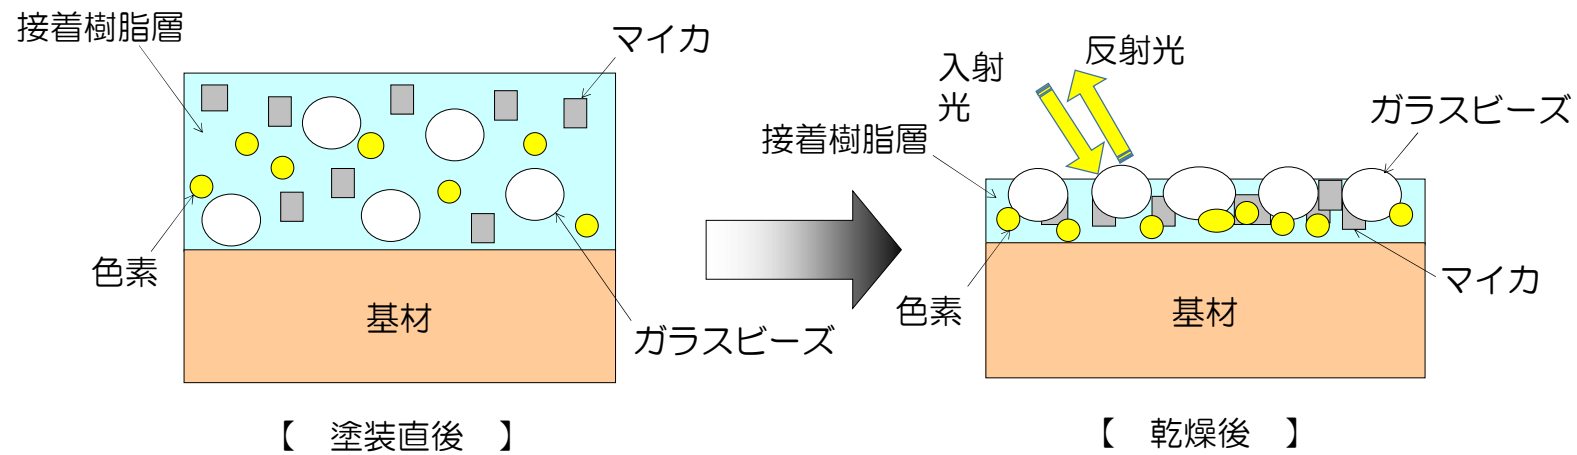 接着樹脂層
マイカ
色素
基材
ガラスビーズ
【 塗装直後 】
入射
光
反射光
接着樹脂層
ガラスビーズ
色素
基材
マイカ
【 乾燥後 】